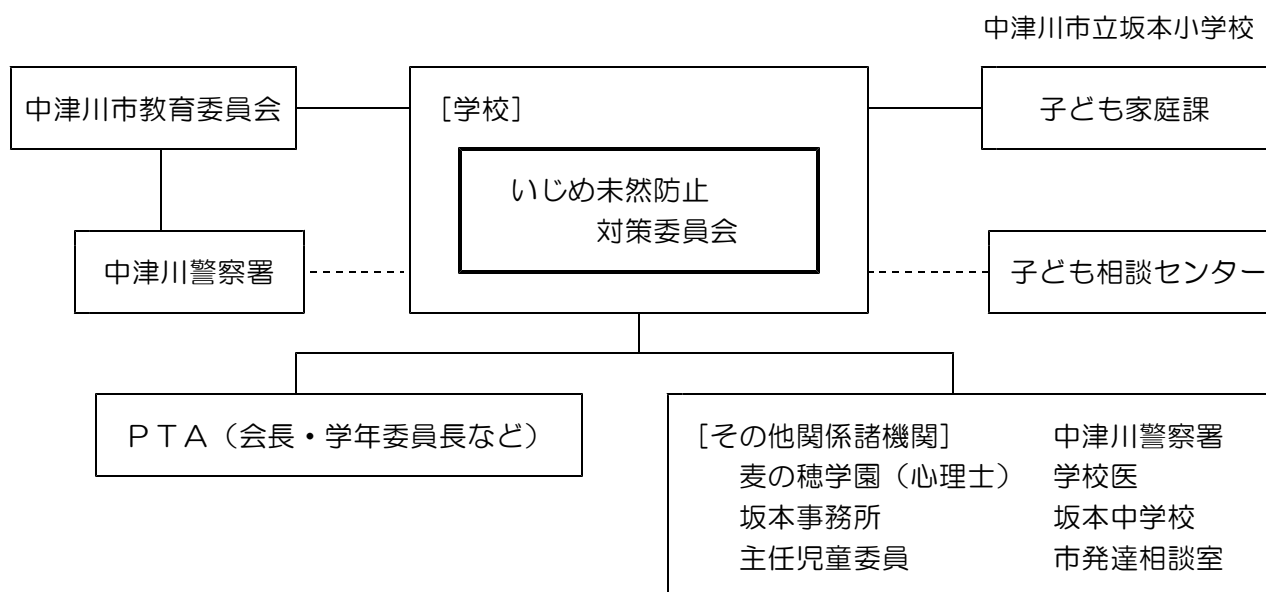 中津川市立坂本小学校
中津川市教育委員会
[学校]
子ども家庭課
いじめ未然防止
対策委員会
中津川警察署
子ども相談センター
ＰＴＡ（会長・学年委員長など）
[その他関係諸機関] 中津川警察署
麦の穂学園（心理士） 学校医
坂本事務所 坂本中学校
主任児童委員 市発達相談室